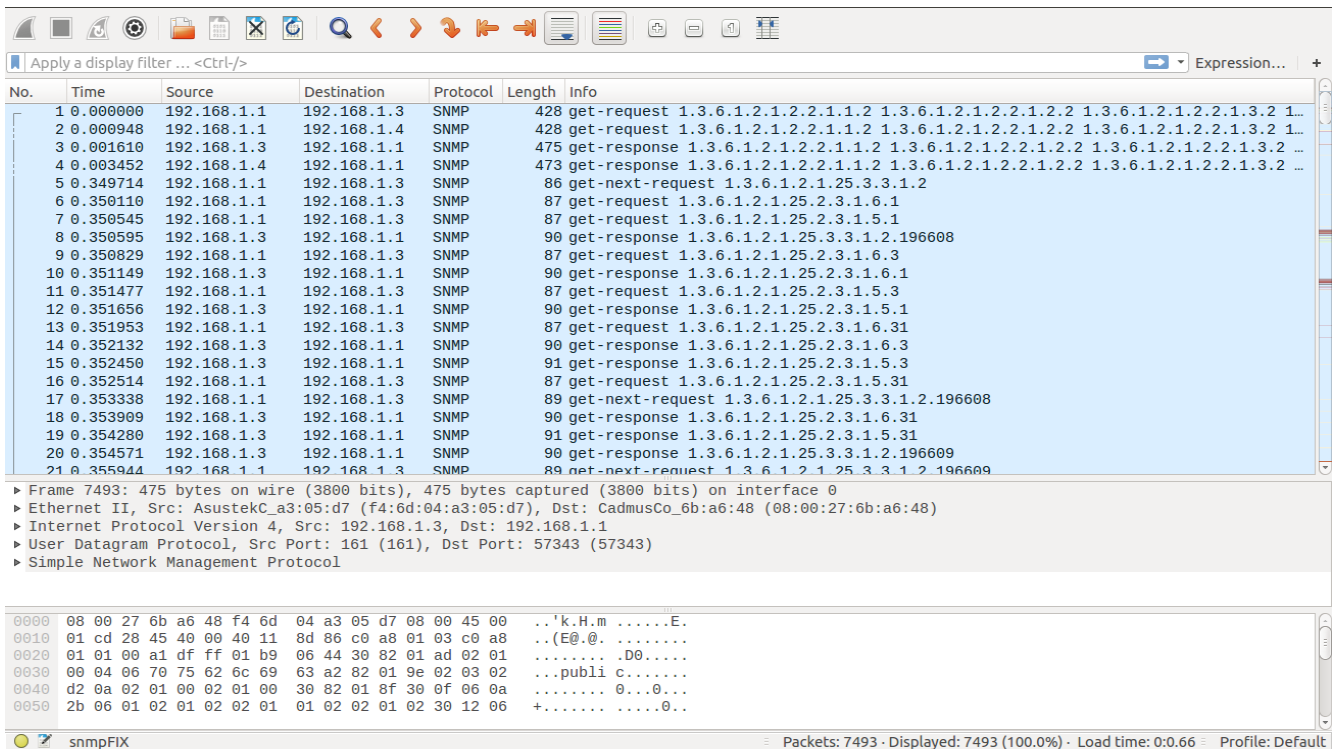 Apply a display filter … <Ctrl-/> Expression… +
No. Time Source Destination Protocol Length Info
1 0.000000 192.168.1.1 192.168.1.3 SNMP 428 get-request 1.3.6.1.2.1.2.2.1.1.2 1.3.6.1.2.1.2.2.1.2.2 1.3.6.1.2.1.2.2.1.3.2 1…
2 0.000948 192.168.1.1 192.168.1.4 SNMP 428 get-request 1.3.6.1.2.1.2.2.1.1.2 1.3.6.1.2.1.2.2.1.2.2 1.3.6.1.2.1.2.2.1.3.2 1…
3 0.001610 192.168.1.3 192.168.1.1 SNMP 475 get-response 1.3.6.1.2.1.2.2.1.1.2 1.3.6.1.2.1.2.2.1.2.2 1.3.6.1.2.1.2.2.1.3.2 …
4 0.003452 192.168.1.4 192.168.1.1 SNMP 473 get-response 1.3.6.1.2.1.2.2.1.1.2 1.3.6.1.2.1.2.2.1.2.2 1.3.6.1.2.1.2.2.1.3.2 …
5 0.349714 192.168.1.1 192.168.1.3 SNMP 86 get-next-request 1.3.6.1.2.1.25.3.3.1.2
6 0.350110 192.168.1.1 192.168.1.3 SNMP 87 get-request 1.3.6.1.2.1.25.2.3.1.6.1
7 0.350545 192.168.1.1 192.168.1.3 SNMP 87 get-request 1.3.6.1.2.1.25.2.3.1.5.1
8 0.350595 192.168.1.3 192.168.1.1 SNMP 90 get-response 1.3.6.1.2.1.25.3.3.1.2.196608
9 0.350829 192.168.1.1 192.168.1.3 SNMP 87 get-request 1.3.6.1.2.1.25.2.3.1.6.3
10 0.351149 192.168.1.3 192.168.1.1 SNMP 90 get-response 1.3.6.1.2.1.25.2.3.1.6.1
11 0.351477 192.168.1.1 192.168.1.3 SNMP 87 get-request 1.3.6.1.2.1.25.2.3.1.5.3
12 0.351656 192.168.1.3 192.168.1.1 SNMP 90 get-response 1.3.6.1.2.1.25.2.3.1.5.1
13 0.351953 192.168.1.1 192.168.1.3 SNMP 87 get-request 1.3.6.1.2.1.25.2.3.1.6.31
14 0.352132 192.168.1.3 192.168.1.1 SNMP 90 get-response 1.3.6.1.2.1.25.2.3.1.6.3
15 0.352450 192.168.1.3 192.168.1.1 SNMP 91 get-response 1.3.6.1.2.1.25.2.3.1.5.3
16 0.352514 192.168.1.1 192.168.1.3 SNMP 87 get-request 1.3.6.1.2.1.25.2.3.1.5.31
17 0.353338 192.168.1.1 192.168.1.3 SNMP 89 get-next-request 1.3.6.1.2.1.25.3.3.1.2.196608
18 0.353909 192.168.1.3 192.168.1.1 SNMP 90 get-response 1.3.6.1.2.1.25.2.3.1.6.31
19 0.354280 192.168.1.3 192.168.1.1 SNMP 91 get-response 1.3.6.1.2.1.25.2.3.1.5.31
20 0.354571 192.168.1.3 192.168.1.1 SNMP 90 get-response 1.3.6.1.2.1.25.3.3.1.2.196609
21 0.355944 192.168.1.1 192.168.1.3 SNMP 89 get-next-request 1.3.6.1.2.1.25.3.3.1.2.196609
Frame 7493: 475 bytes on wire (3800 bits), 475 bytes captured (3800 bits) on interface 0
Ethernet II, Src: AsustekC_a3:05:d7 (f4:6d:04:a3:05:d7), Dst: CadmusCo_6b:a6:48 (08:00:27:6b:a6:48)
Internet Protocol Version 4, Src: 192.168.1.3, Dst: 192.168.1.1
User Datagram Protocol, Src Port: 161 (161), Dst Port: 57343 (57343)
Simple Network Management Protocol
0000 08 00 27 6b a6 48 f4 6d 04 a3 05 d7 08 00 45 00 ..'k.H.m ......E.
0010 01 cd 28 45 40 00 40 11 8d 86 c0 a8 01 03 c0 a8 ..(E@.@. ........
0020 01 01 00 a1 df ff 01 b9 06 44 30 82 01 ad 02 01 ........ .D0.....
0030 00 04 06 70 75 62 6c 69 63 a2 82 01 9e 02 03 02 ...publi c.......
0040 d2 0a 02 01 00 02 01 00 30 82 01 8f 30 0f 06 0a ........ 0...0...
0050 2b 06 01 02 01 02 02 01 01 02 02 01 02 30 12 06 +....... .....0..
snmpFIX Packets: 7493 · Displayed: 7493 (100.0%) · Load time: 0:0.66 Profile: Default